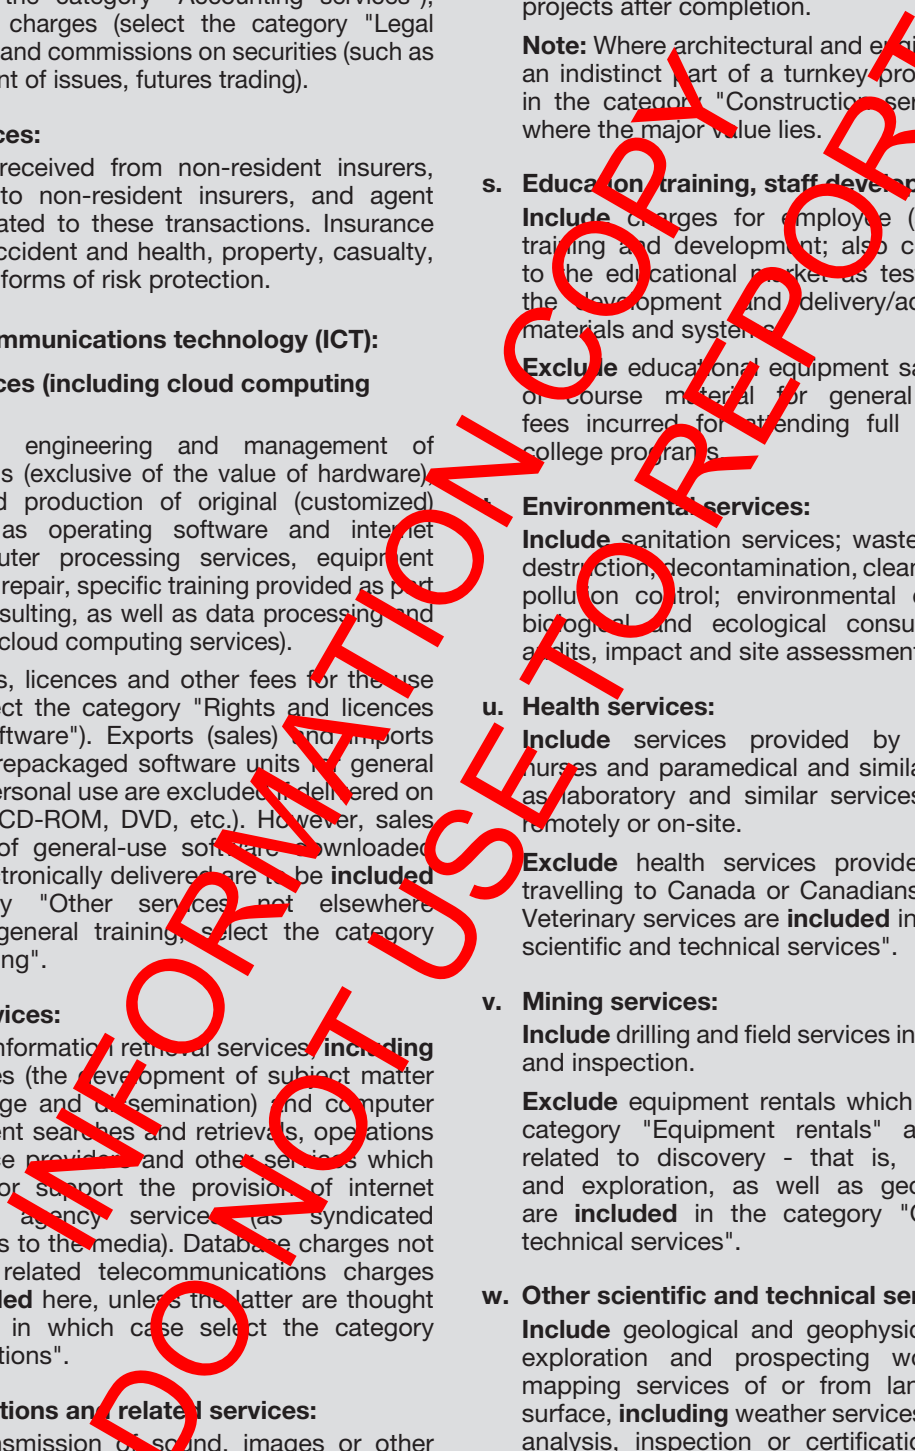 the category "Accounting services"),
charges (select the category "Legal
and commissions on securities (such as
nt of issues, futures trading).
ces:
received from non-resident insurers,
to non-resident insurers, and agent
ated to these transactions. Insurance
ccident and health, property, casualty,
forms of risk protection.
mmunications technology (ICT):
ces (including cloud computing
engineering and management of
s (exclusive of the value of hardware),
d production of original (customized)
as operating software and internet
uter processing services, equipment
repair, specific training provided as part
sulting, as well as data processing and
cloud computing services).
s, licences and other fees for the use
ect the category "Rights and licences
ftware"). Exports (sales) and imports
repackaged software units for general
ersonal use are excluded if delivered on
CD-ROM, DVD, etc.). However, sales
of general-use software downloaded
ctronically delivered are to be included
y "Other services not elsewhere
general training, select the category
ng".
vices:
nformation retrieval services, including
es (the development of subject matter
ge and dissemination) and computer
ent searches and retrievals, operations
ce providers and other services which
or support the provision of internet
agency services (as syndicated
s to the media). Database charges not
related telecommunications charges
ded here, unless the latter are thought
in which case select the category
tions".
tions and related services:
nsmission of sound, images or other
projects after completion.
Note: Where architectural and engi
an indistinct part of a turnkey pro
in the category "Construction ser
where the major value lies.
s. Education, training, staff develop
Include charges for employee (
training and development; also c
to the educational market as tes
the development and delivery/ad
materials and systems.
Exclude educational equipment sa
of course material for general
fees incurred for attending full
college programs.
t. Environmental services:
Include sanitation services; waste
destruction, decontamination, clean
pollution control; environmental
biological and ecological consu
audits, impact and site assessment
u. Health services:
Include services provided by
nurses and paramedical and simila
as laboratory and similar services
remotely or on-site.
Exclude health services provide
travelling to Canada or Canadians
Veterinary services are included in
scientific and technical services".
v. Mining services:
Include drilling and field services in
and inspection.
Exclude equipment rentals which
category "Equipment rentals" a
related to discovery - that is,
and exploration, as well as geo
are included in the category "O
technical services".
w. Other scientific and technical ser
Include geological and geophysic
exploration and prospecting wo
mapping services of or from lan
surface, including weather services
analysis, inspection or certificatio
INFORMATION COPY
DO NOT USE TO REPORT